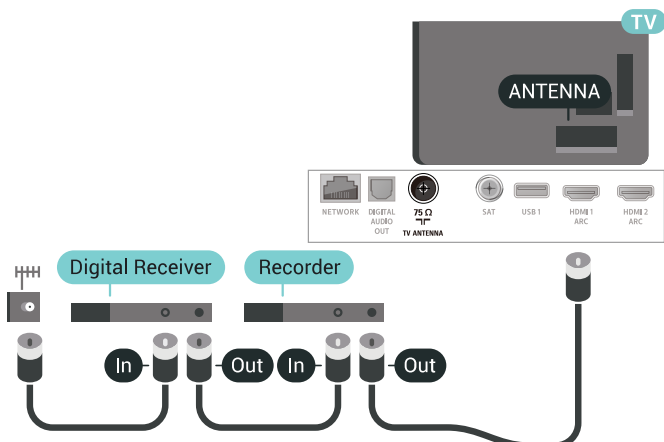 TV
ANTENNA
NETWORK
DIGITAL
AUDIO
OUT
75 Ω
TV ANTENNA
SAT
USB 1
HDMI 1
ARC
HDMI 2
ARC
Digital Receiver
Recorder
In
Out
In
Out